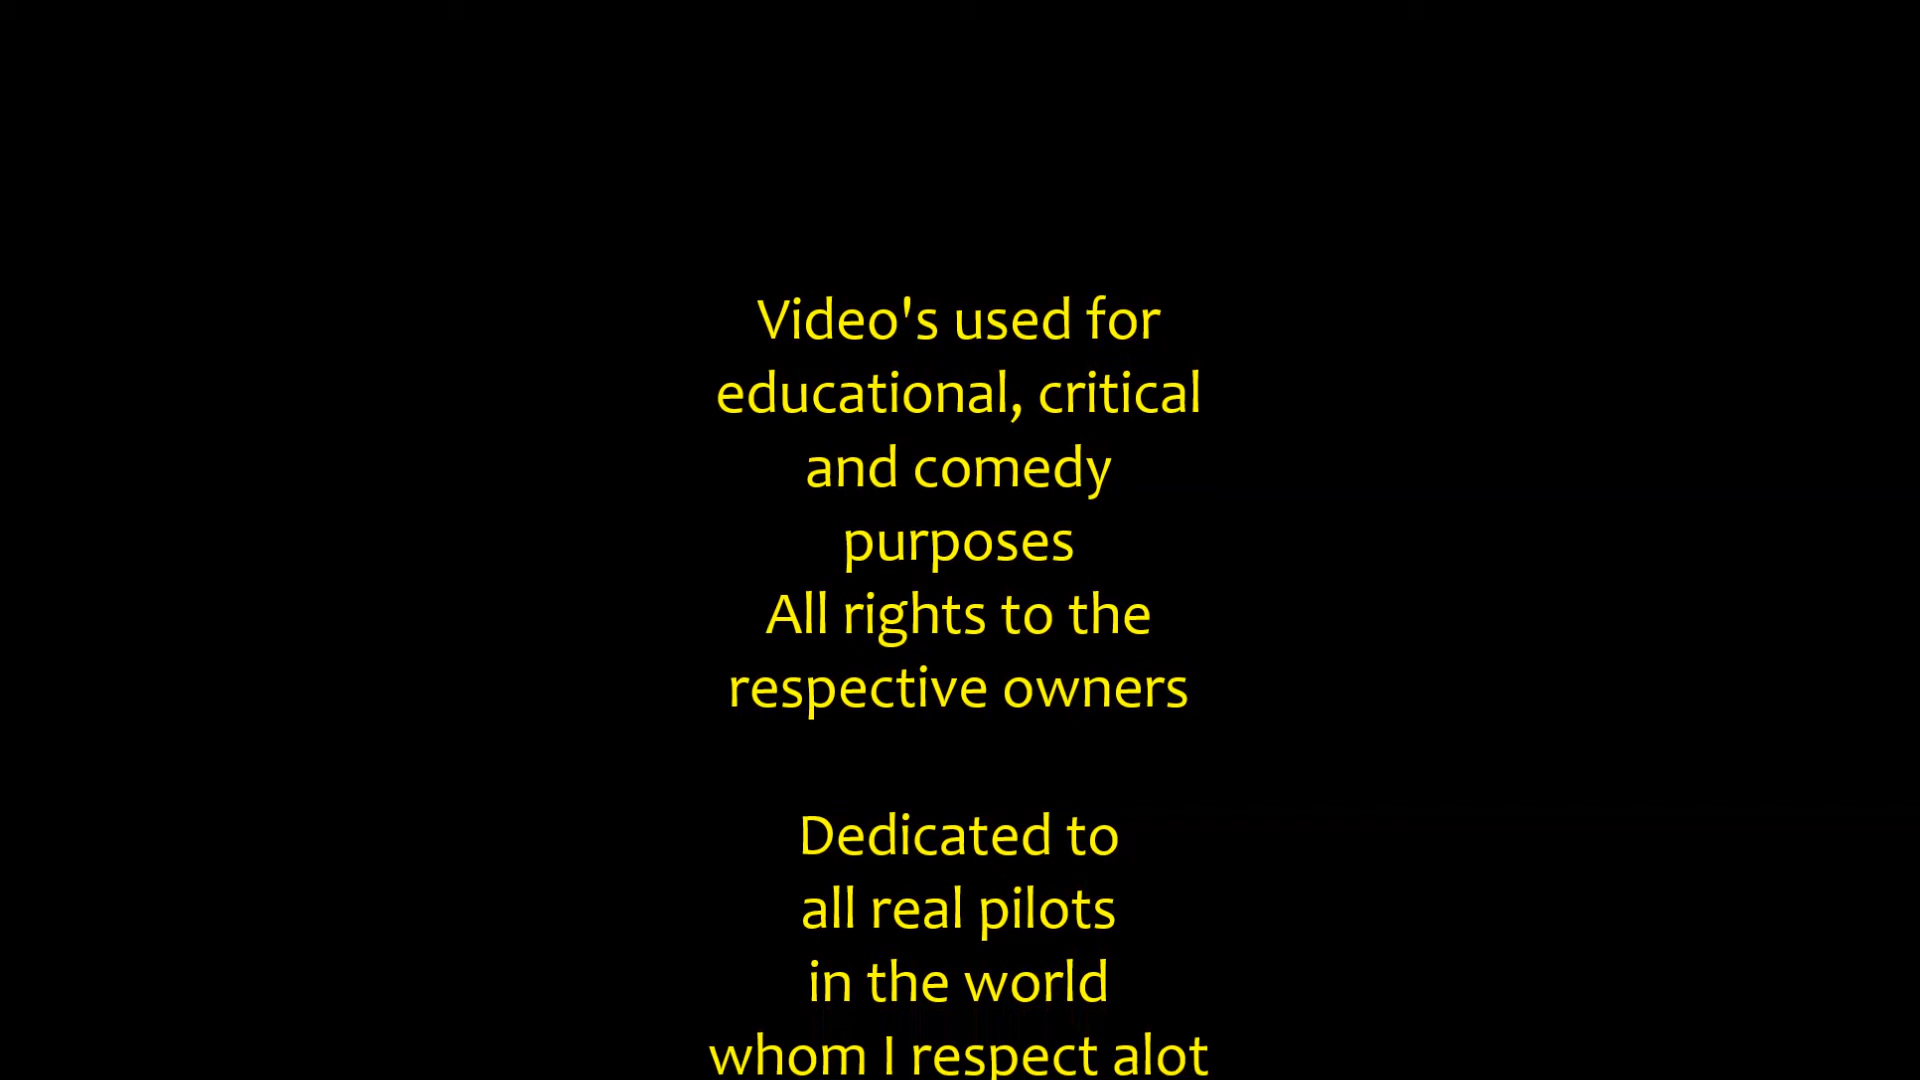 Video's used for
educational, critical
and comedy
purposes
All rights to the
respective owners
Dedicated to
all real pilots
in the world
whom I respect alot